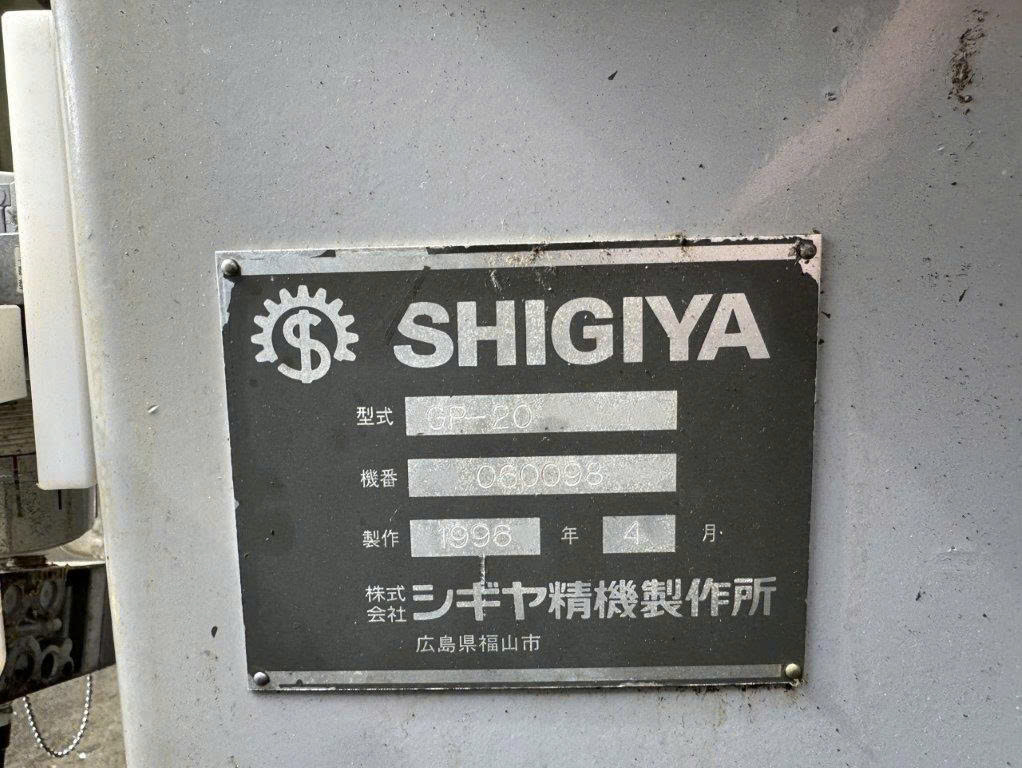 SHIGIYA
型式 GP-20
機番 060098
製作 1996 年 4 月
株式会社 シギヤ精機製作所
広島県福山市